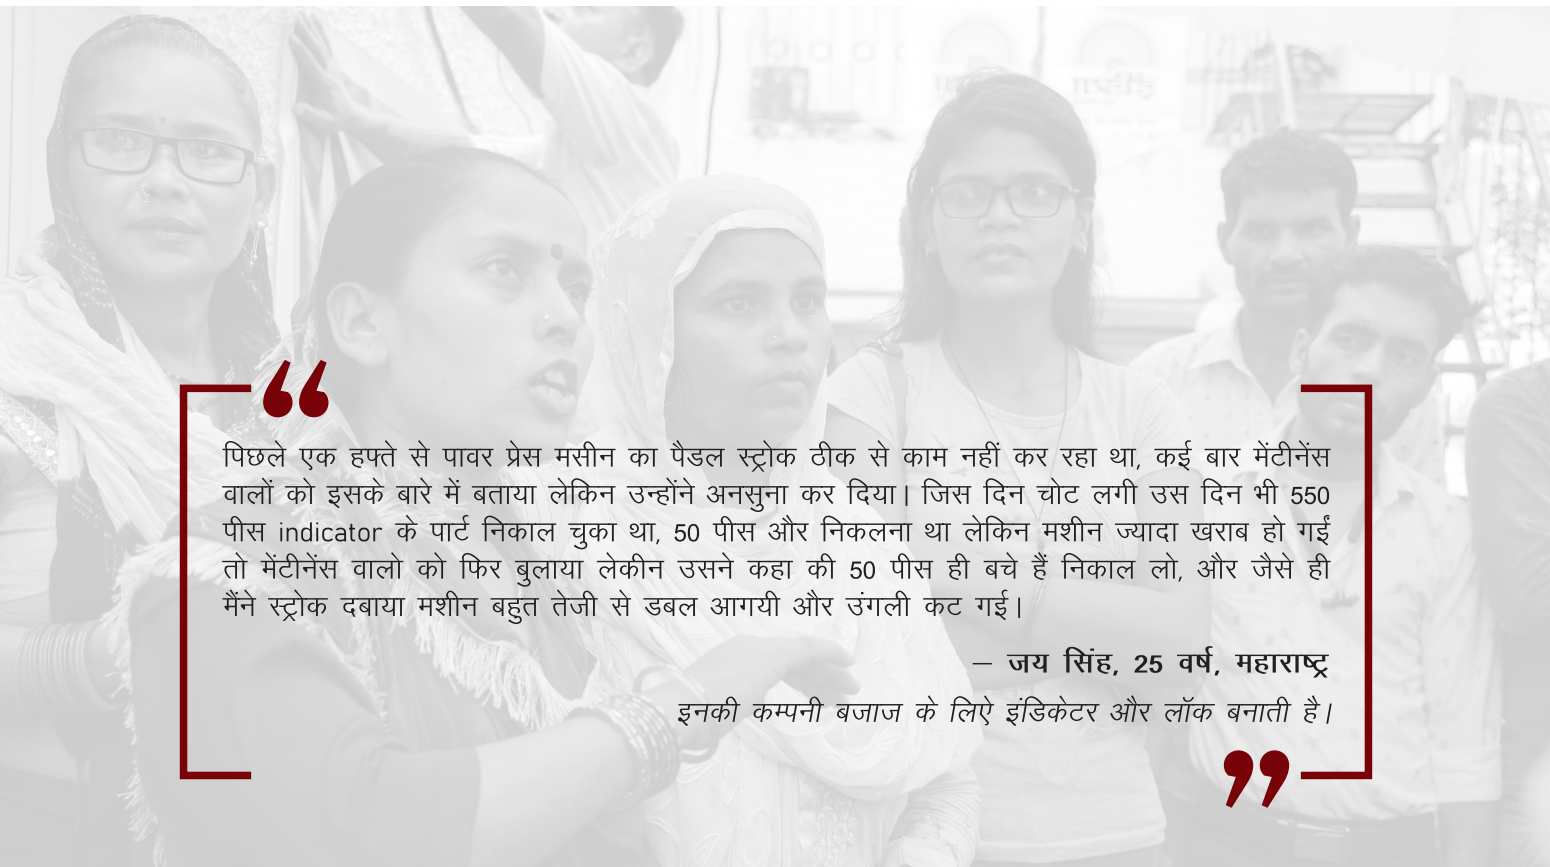 पिछले एक हफ्ते से पावर प्रेस मसीन का पैडल स्ट्रोक ठीक से काम नहीं कर रहा था, कई बार मेंटीनेंस
वालों को इसके बारे में बताया लेकिन उन्होंने अनसुना कर दिया। जिस दिन चोट लगी उस दिन भी 550
पीस indicator के पार्ट निकाल चुका था, 50 पीस और निकलना था लेकिन मशीन ज्यादा खराब हो गईं
तो मेंटीनेंस वालो को फिर बुलाया लेकीन उसने कहा की 50 पीस ही बचे हैं निकाल लो, और जैसे ही
मैंने स्ट्रोक दबाया मशीन बहुत तेजी से डबल आगयी और उंगली कट गई।
– जय सिंह, 25 वर्ष, महाराष्ट्र
इनकी कम्पनी बजाज के लिऐ इंडिकेटर और लॉक बनाती है।